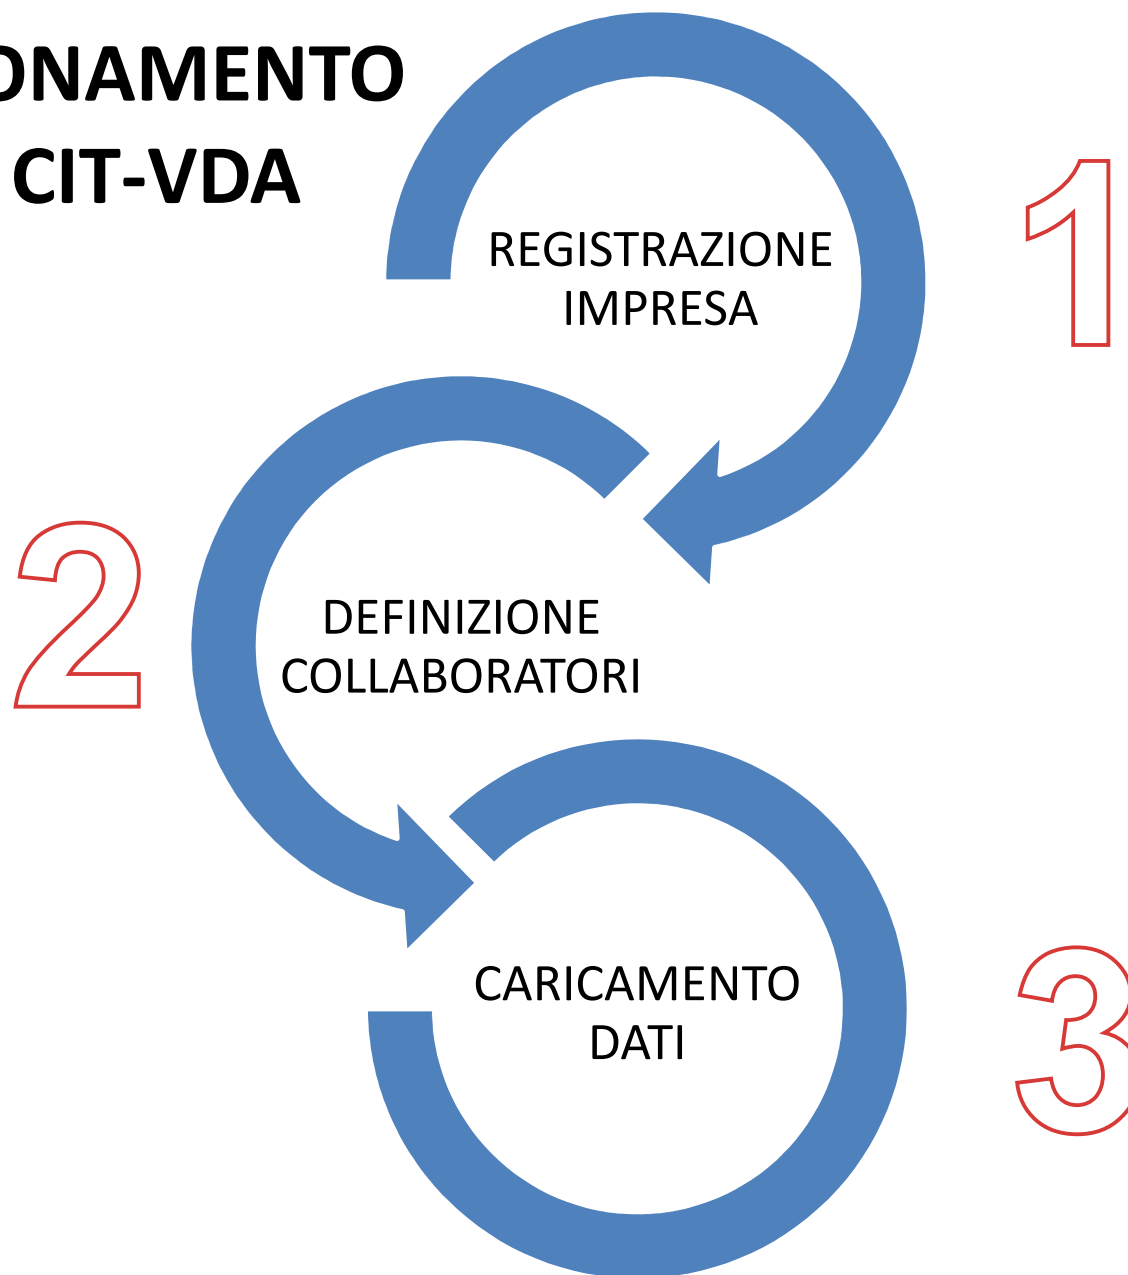 ONAMENTO
CIT-VDA
REGISTRAZIONE
IMPRESA
1
2
DEFINIZIONE
COLLABORATORI
CARICAMENTO
DATI
3